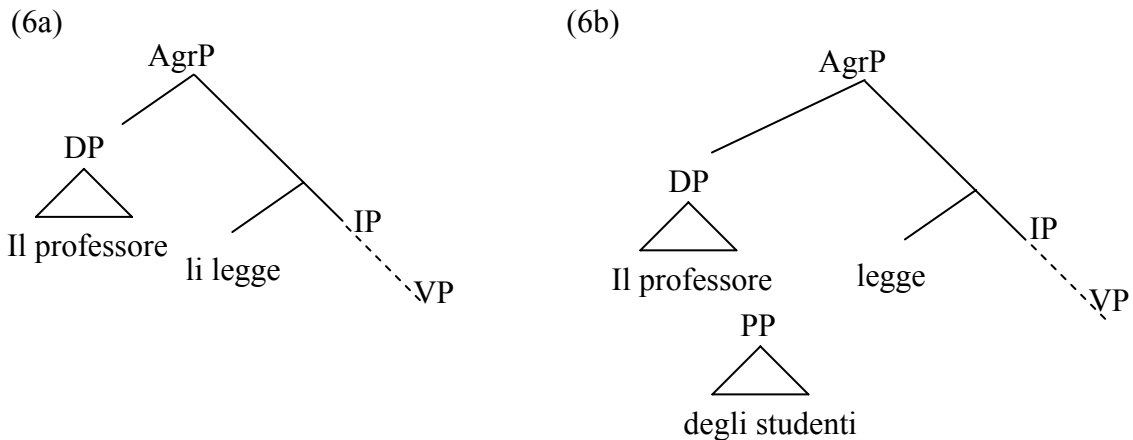 (6a) (6b)
AgrP AgrP
DP DP
Il professore li legge IP VP
Il professore legge IP VP
PP
degli studenti